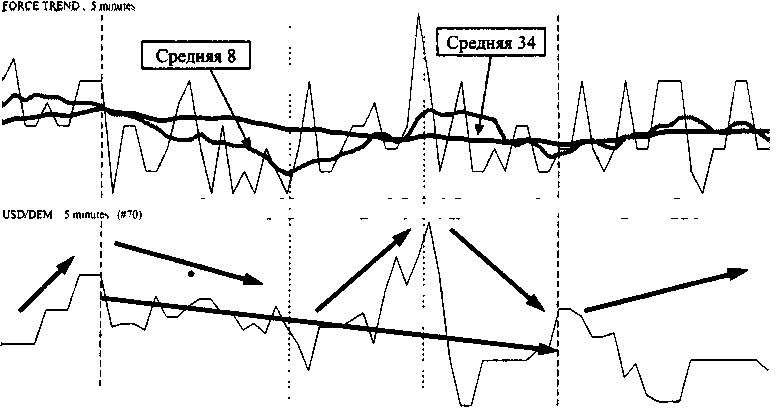 FORCE TREND . 5 minutes
Средняя 8
Средняя 34
USD/DEM 5 minutes (#70)